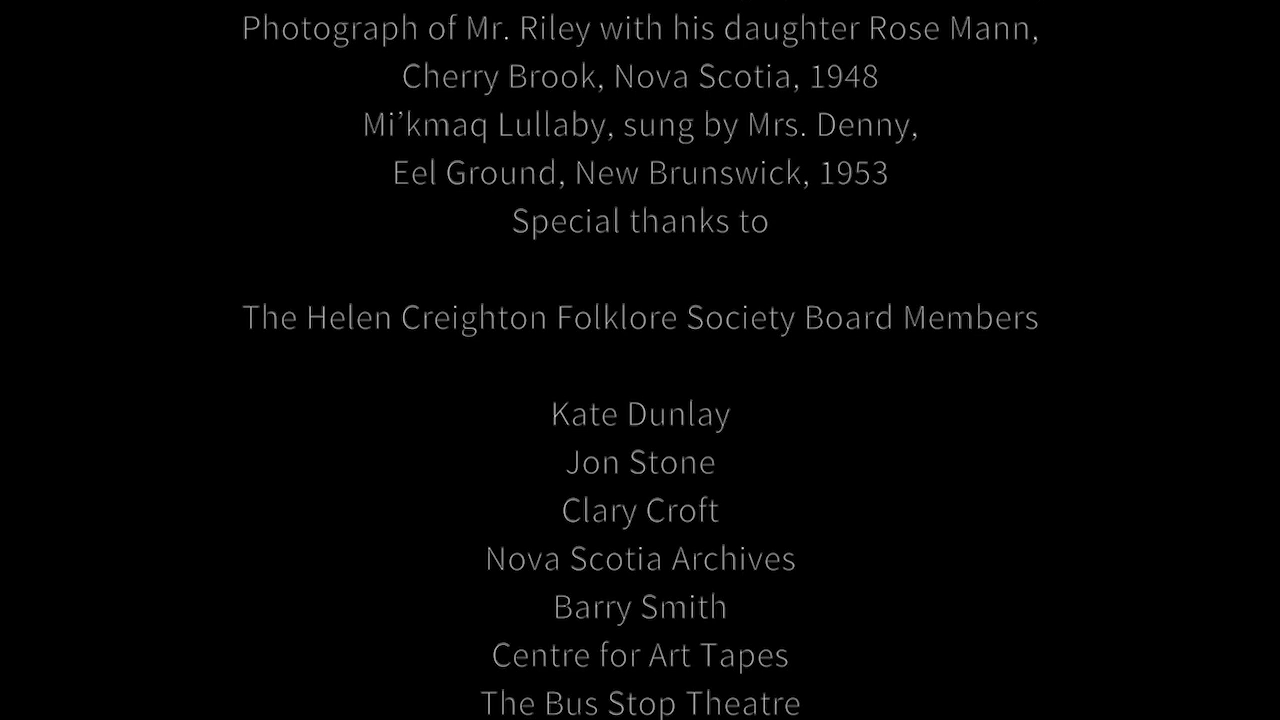 Photograph of Mr. Riley with his daughter Rose Mann,
Cherry Brook, Nova Scotia, 1948
Mi’kmaq Lullaby, sung by Mrs. Denny,
Eel Ground, New Brunswick, 1953
Special thanks to
The Helen Creighton Folklore Society Board Members
Kate Dunlay
Jon Stone
Clary Croft
Nova Scotia Archives
Barry Smith
Centre for Art Tapes
The Bus Stop Theatre